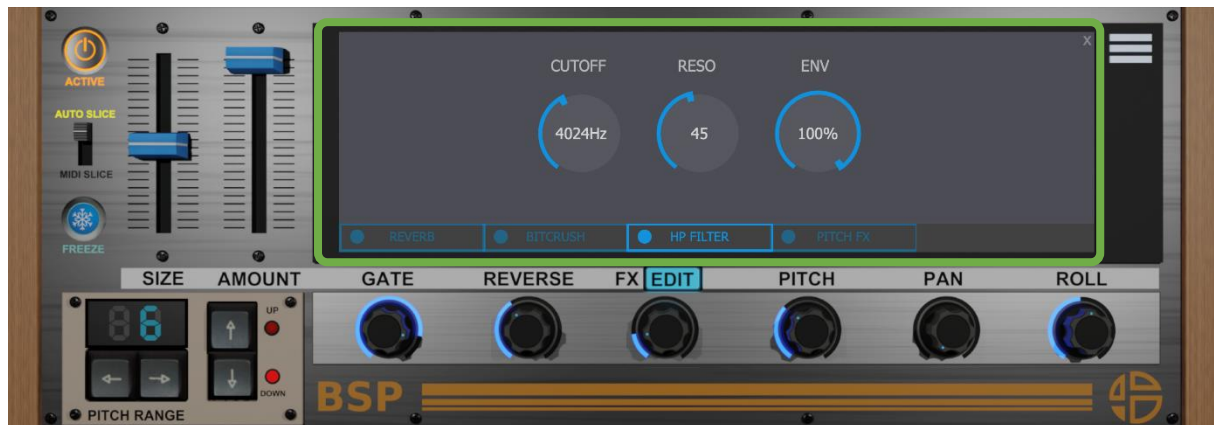 X
CUTOFF RESO ENV
ACTIVE
AUTO SLICE
4024Hz 45 100%
MIDI SLICE
REVERB BITCRUSH HP FILTER PITCH FX
FREEZE
SIZE AMOUNT GATE REVERSE FX EDIT PITCH PAN ROLL
6
UP
DOWN
BSP
PITCH RANGE